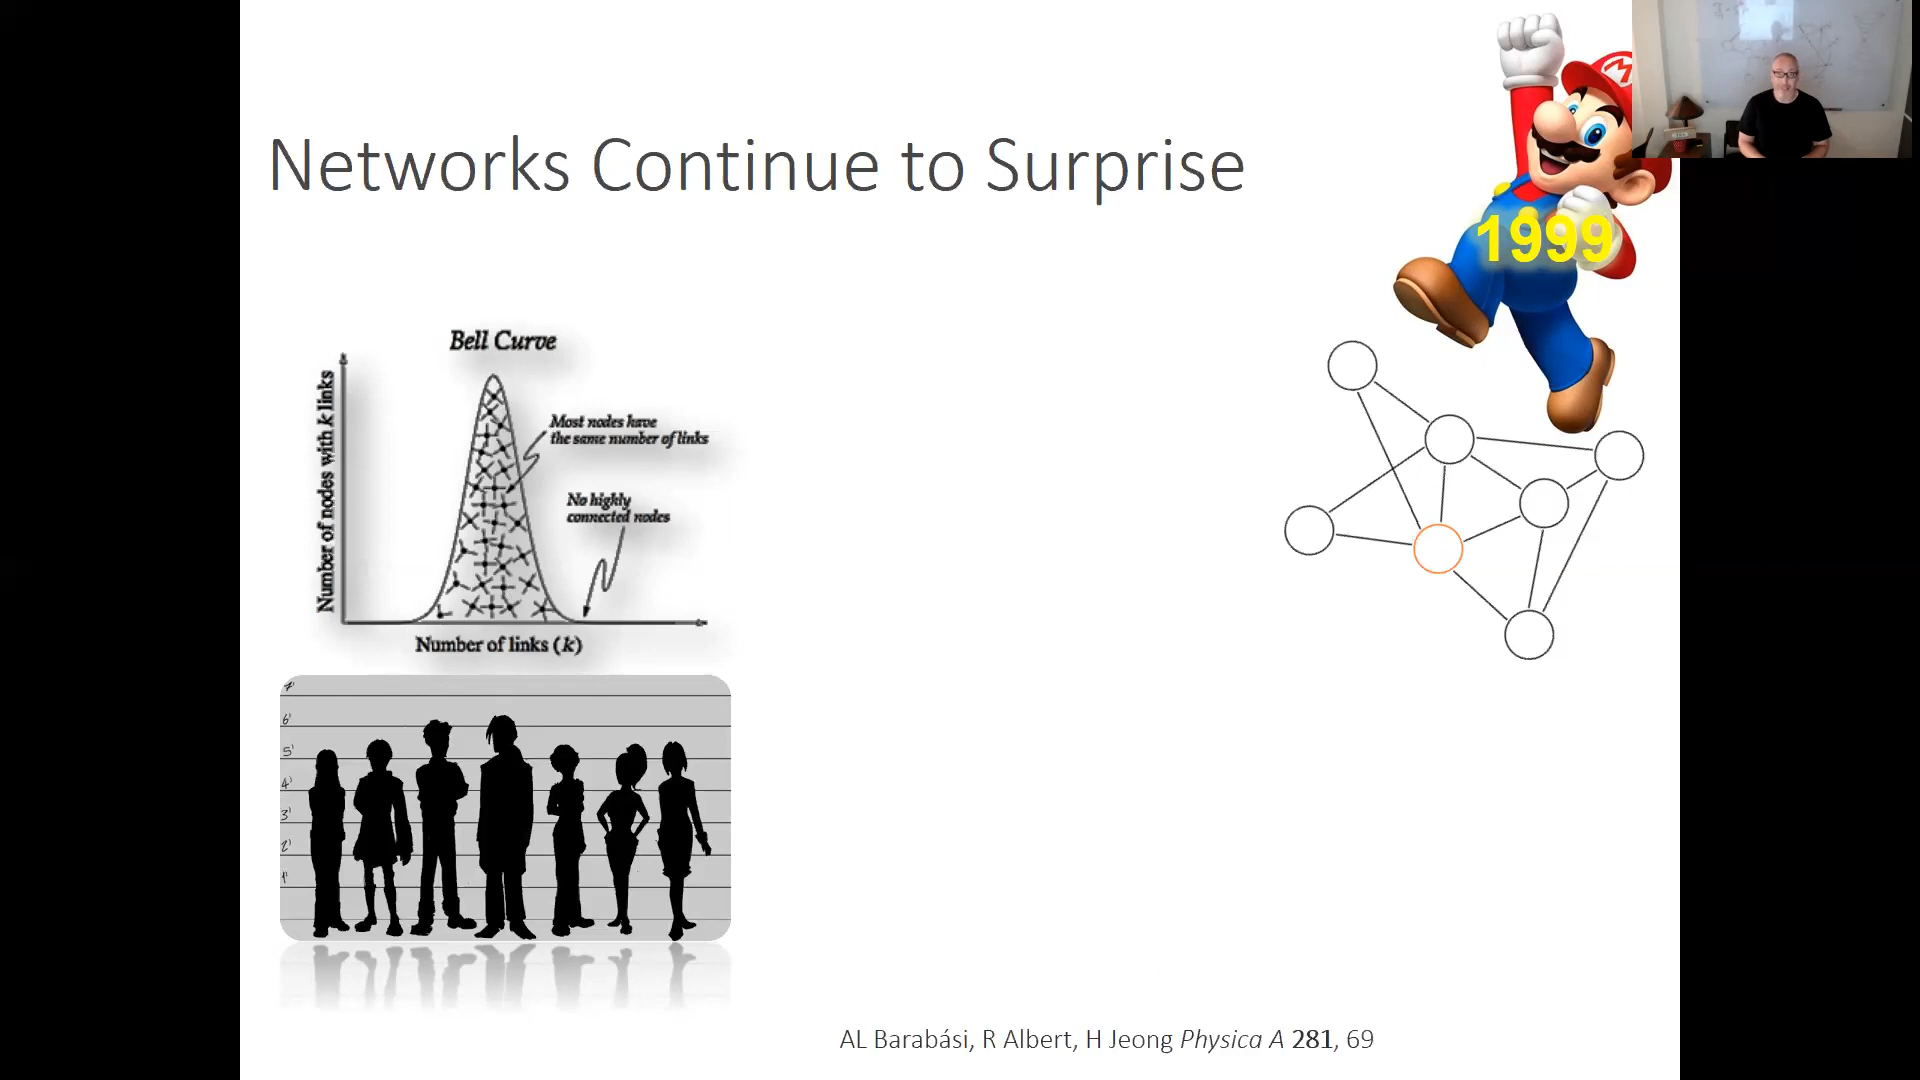 Networks Continue to Surprise
M
1999
Bell Curve
Number of nodes with k links
Most nodes have
the same number of links
No highly
connected nodes
Number of links (k)
7'
6'
5'
4'
3'
2'
1'
AL Barabási, R Albert, H Jeong Physica A 281, 69